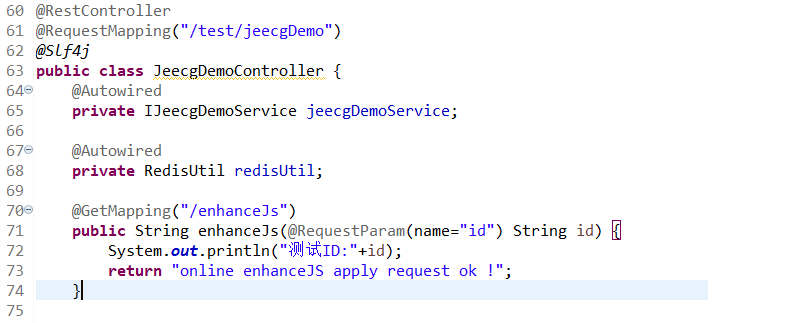 60 @RestController
61 @RequestMapping("/test/jeecgDemo")
62 @Slf4j
63 public class JeecgDemoController {
64 @Autowired
65 private IJeecgDemoService jeecgDemoService;
66
67 @Autowired
68 private RedisUtil redisUtil;
69
70 @GetMapping("/enhanceJs")
71 public String enhanceJs(@RequestParam(name="id") String id) {
72 System.out.println("测试ID:"+id);
73 return "online enhanceJS apply request ok !";
74 }
75